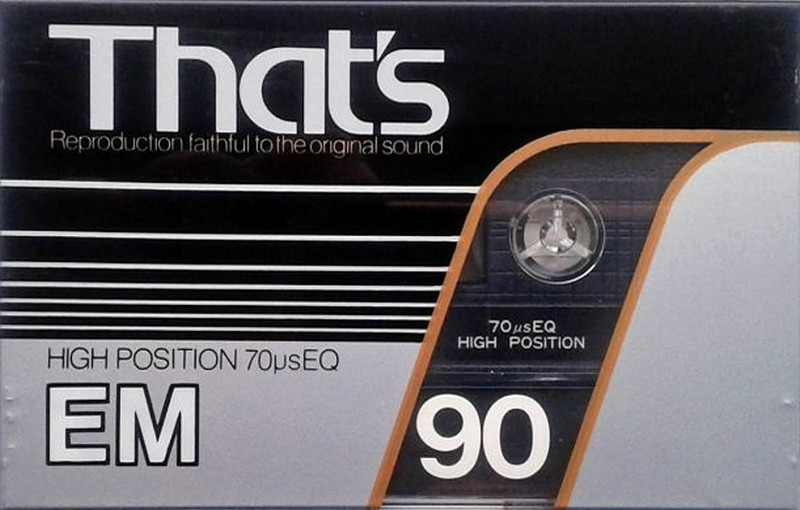 That's
Reproduction faithful to the original sound
70μsEQ
HIGH POSITION
HIGH POSITION 70μsEQ
EM
90